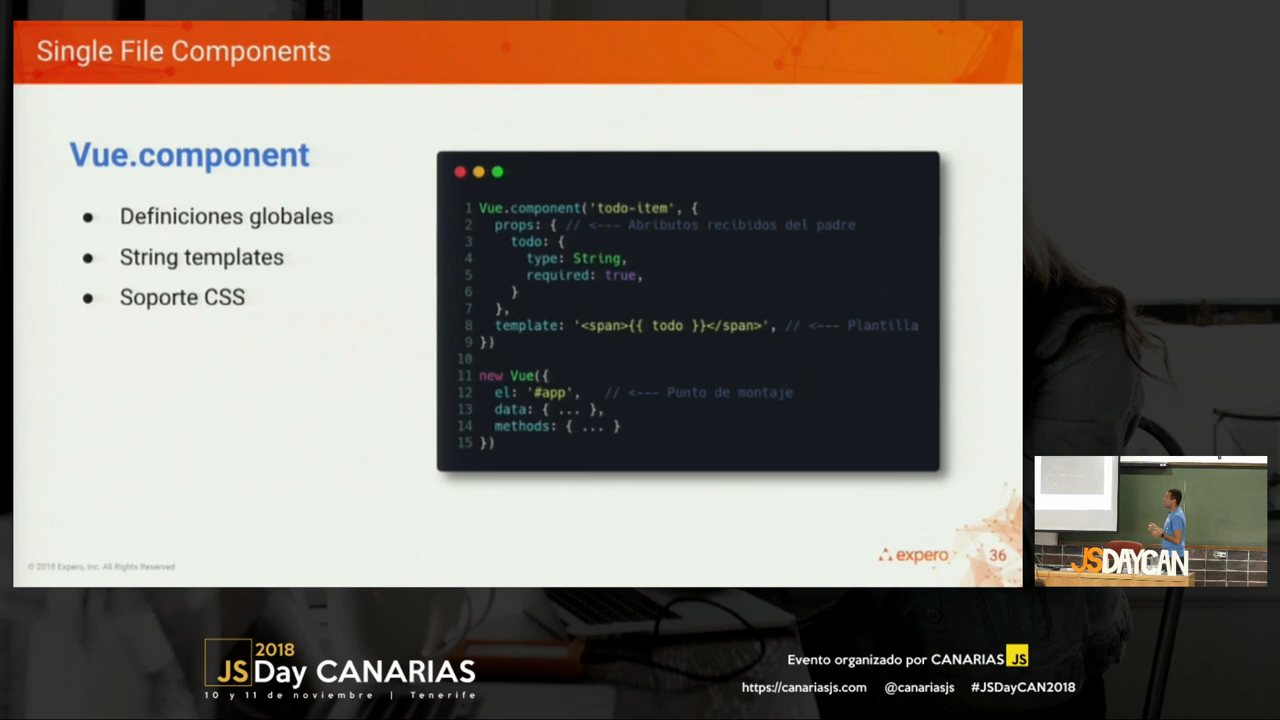 Single File Components
Vue.component
● Definiciones globales
● String templates
● Soporte CSS
1 Vue.component('todo-item', {
2 props: { // <--- Abributos recibidos del padre
3 todo: {
4 type: String,
5 required: true,
6 }
7 },
8 template: '<span>{{ todo }}</span>', // <--- Plantilla
9 })
10
11 new Vue({
12 el: '#app', // <--- Punto de montaje
13 data: { ... },
14 methods: { ... }
15 })
© 2018 Expero, Inc. All Rights Reserved
expero
36
JSDAYCAN
2018
JSDay CANARIAS
10 y 11 de noviembre | Tenerife
Evento organizado por CANARIAS JS
https://canariasjs.com @canariasjs #JSDayCAN2018